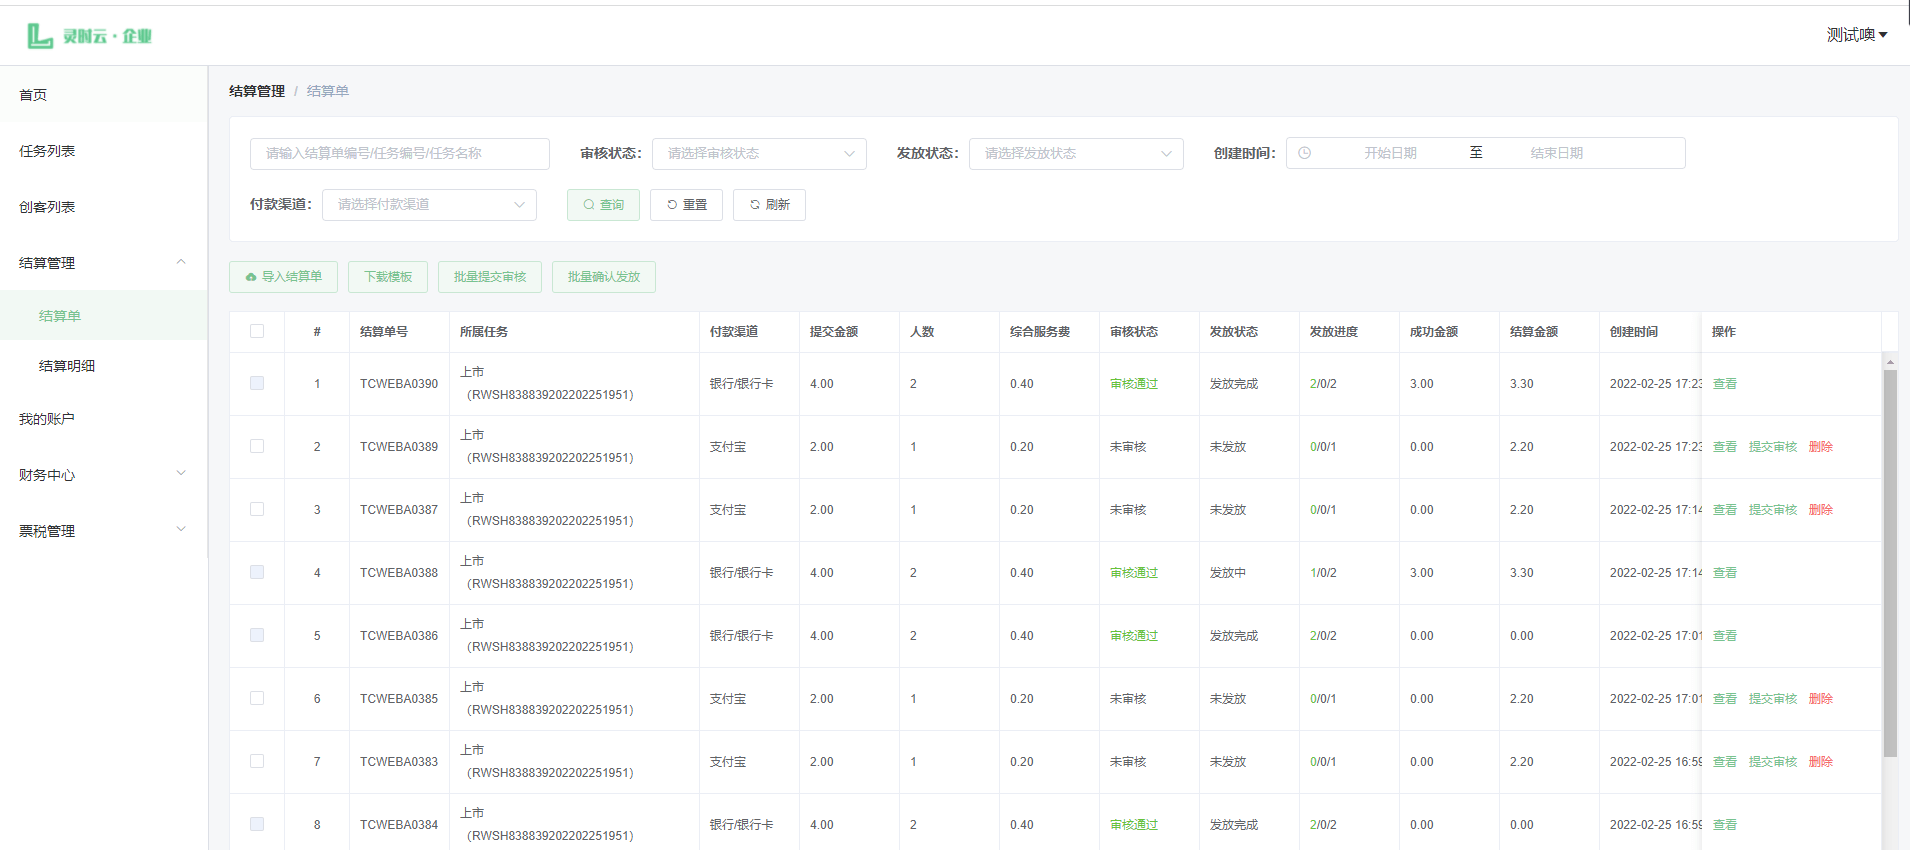 灵时云·企业
测试噢
首页
任务列表
创客列表
结算管理
结算单
结算明细
我的账户
财务中心
票税管理
结算管理 / 结算单
请输入结算单编号/任务编号/任务名称 审核状态： 请选择审核状态 发放状态： 请选择发放状态 创建时间： 开始日期 至 结束日期
付款渠道： 请选择付款渠道 查询 重置 刷新
导入结算单 下载模板 批量提交审核 批量确认发放
# 结算单号 所属任务 付款渠道 提交金额 人数 综合服务费 审核状态 发放状态 发放进度 成功金额 结算金额 创建时间 操作
1 TCWEBA0390 上市（RWSH838839202202251951） 银行/银行卡 4.00 2 0.40 审核通过 发放完成 2/0/2 3.00 3.30 2022-02-25 17:23 查看
2 TCWEBA0389 上市（RWSH838839202202251951） 支付宝 2.00 1 0.20 未审核 未发放 0/0/1 0.00 2.20 2022-02-25 17:23 查看 提交审核 删除
3 TCWEBA0387 上市（RWSH838839202202251951） 支付宝 2.00 1 0.20 未审核 未发放 0/0/1 0.00 2.20 2022-02-25 17:14 查看 提交审核 删除
4 TCWEBA0388 上市（RWSH838839202202251951） 银行/银行卡 4.00 2 0.40 审核通过 发放中 1/0/2 3.00 3.30 2022-02-25 17:14 查看
5 TCWEBA0386 上市（RWSH838839202202251951） 银行/银行卡 4.00 2 0.40 审核通过 发放完成 2/0/2 0.00 0.00 2022-02-25 17:01 查看
6 TCWEBA0385 上市（RWSH838839202202251951） 支付宝 2.00 1 0.20 未审核 未发放 0/0/1 0.00 2.20 2022-02-25 17:01 查看 提交审核 删除
7 TCWEBA0383 上市（RWSH838839202202251951） 支付宝 2.00 1 0.20 未审核 未发放 0/0/1 0.00 2.20 2022-02-25 16:59 查看 提交审核 删除
8 TCWEBA0384 上市（RWSH838839202202251951） 银行/银行卡 4.00 2 0.40 审核通过 发放完成 2/0/2 0.00 0.00 2022-02-25 16:59 查看